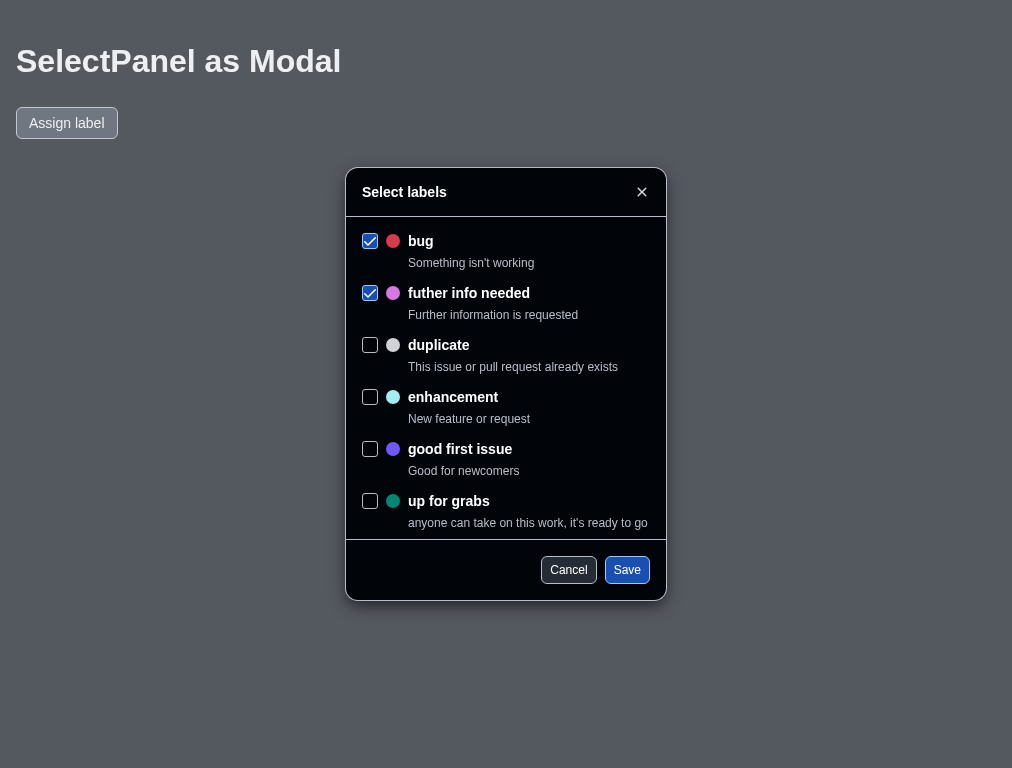 SelectPanel as Modal
Assign label
Select labels
bug
Something isn't working
futher info needed
Further information is requested
duplicate
This issue or pull request already exists
enhancement
New feature or request
good first issue
Good for newcomers
up for grabs
anyone can take on this work, it's ready to go
Cancel Save